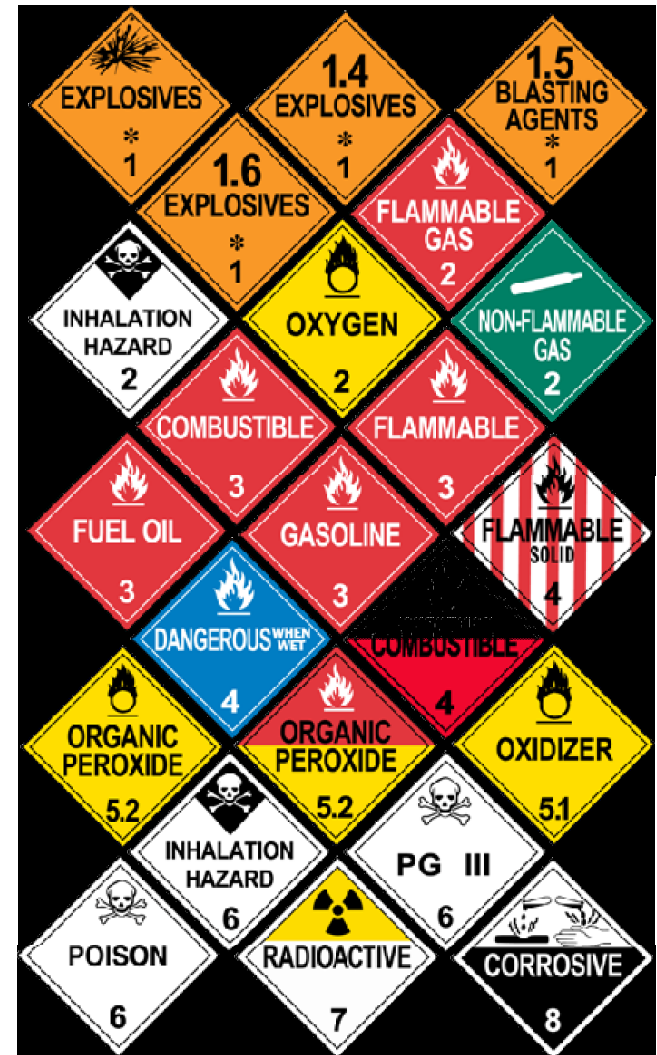 EXPLOSIVES
*
1
1.4
EXPLOSIVES
*
1
1.5
BLASTING
AGENTS
*
1
1.6
EXPLOSIVES
*
1
FLAMMABLE
GAS
2
INHALATION
HAZARD
2
OXYGEN
2
NON-FLAMMABLE
GAS
2
COMBUSTIBLE
3
FLAMMABLE
3
FUEL OIL
3
GASOLINE
3
FLAMMABLE
SOLID
4
DANGEROUS WHEN WET
4
COMBUSTIBLE
4
ORGANIC
PEROXIDE
5.2
ORGANIC
PEROXIDE
5.2
OXIDIZER
5.1
INHALATION
HAZARD
6
PG III
6
POISON
6
RADIOACTIVE
7
CORROSIVE
8